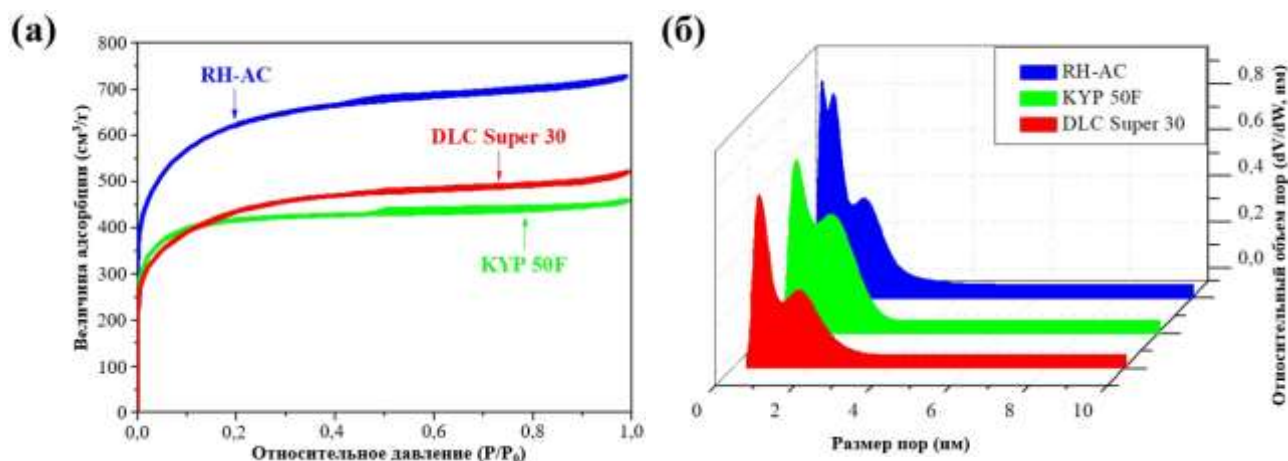 (а)
800
700
600
500
400
300
200
100
0
Величина адсорбции (см³/г)
RH-AC
DLC Super 30
KYP 50F
0,0
0,2
0,4
0,6
0,8
1,0
Относительное давление (P/P₀)
(б)
RH-AC
KYP 50F
DLC Super 30
0,8
0,6
0,4
0,2
0,0
Относительный объем пор (dV/dW, нм)
0
2
4
6
8
10
Размер пор (нм)